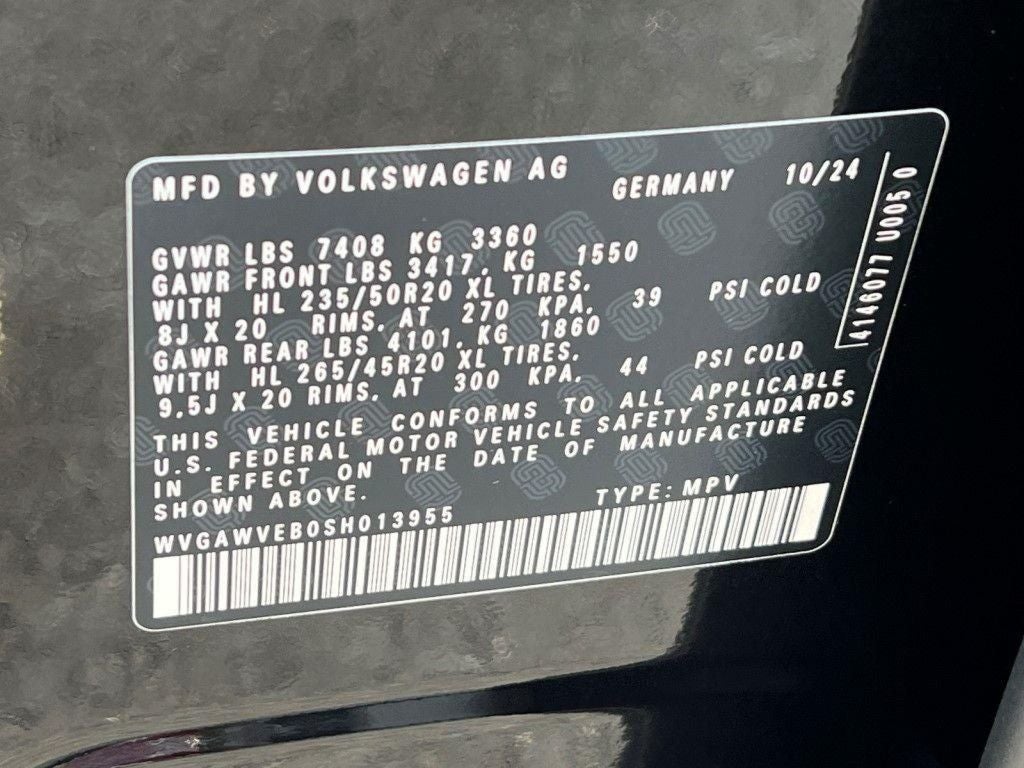 MFD BY VOLKSWAGEN AG GERMANY 10/24
GVWR LBS 7408 KG 3360
GAWR FRONT LBS 3417, KG 1550
WITH HL 235/50R20 XL TIRES,
8J X 20 RIMS, AT 270 KPA, 39 PSI COLD
GAWR REAR LBS 4101, KG 1860
WITH HL 265/45R20 XL TIRES,
9.5J X 20 RIMS, AT 300 KPA, 44 PSI COLD
THIS VEHICLE CONFORMS TO ALL APPLICABLE
U.S. FEDERAL MOTOR VEHICLE SAFETY STANDARDS
IN EFFECT ON THE DATE OF MANUFACTURE
SHOWN ABOVE.
WVGAWVEB0SH013955 TYPE: MPV
4146077 U005 0